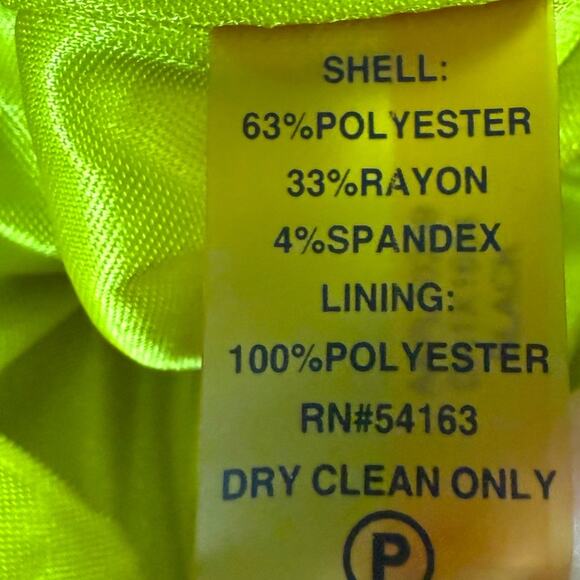 SHELL:
63%POLYESTER
33%RAYON
4%SPANDEX
LINING:
100%POLYESTER
RN#54163
DRY CLEAN ONLY
P